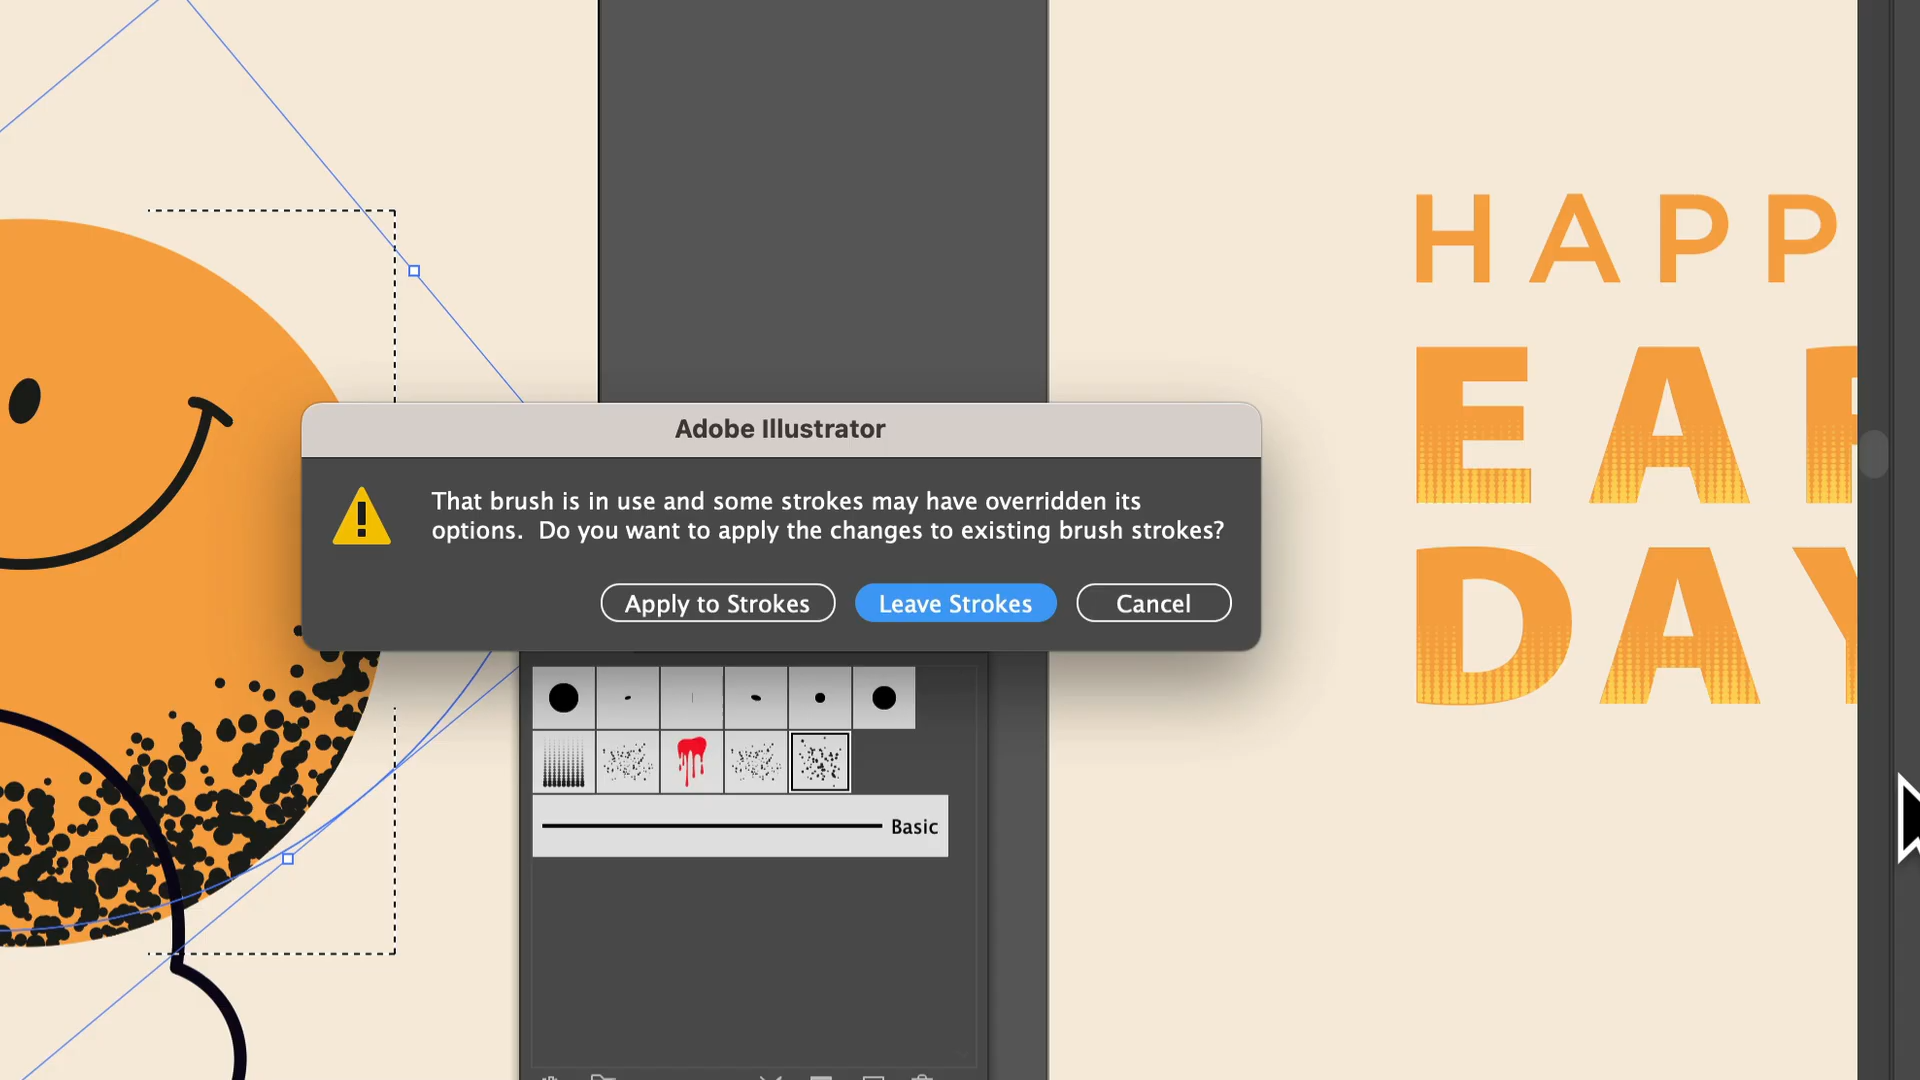 HAPP
EAR
DAY
Adobe Illustrator
That brush is in use and some strokes may have overridden its
options. Do you want to apply the changes to existing brush strokes?
Apply to Strokes
Leave Strokes
Cancel
Basic